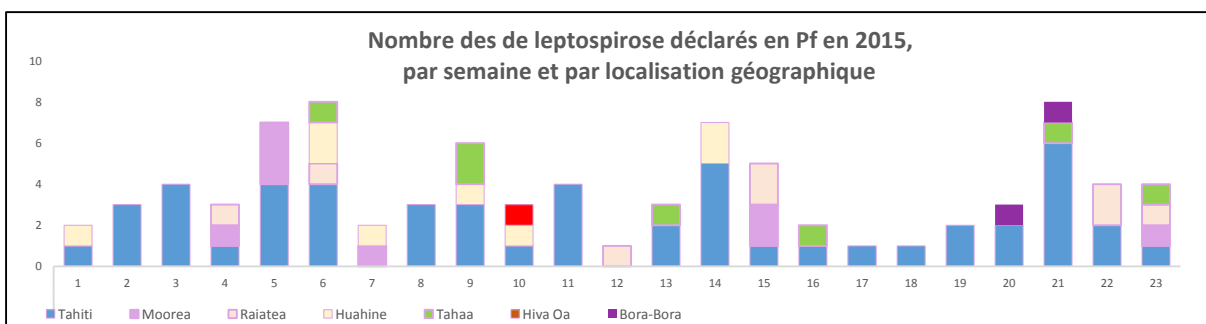 Nombre des de leptospirose déclarés en Pf en 2015,
par semaine et par localisation géographique
10
8
6
4
2
0
1 2 3 4 5 6 7 8 9 10 11 12 13 14 15 16 17 18 19 20 21 22 23
Tahiti Moorea Raiatea Huahine Tahaa Hiva Oa Bora-Bora